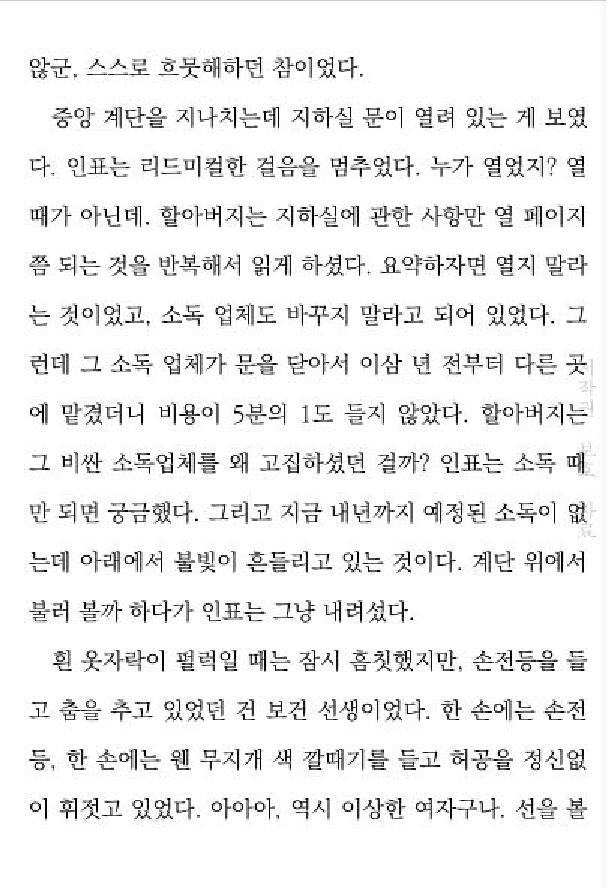 않군, 스스로 흐뭇해하던 참이었다.
중앙 계단을 지나치는데 지하실 문이 열려 있는 게 보였
다. 인표는 리드미컬한 걸음을 멈추었다. 누가 열었지? 열
때가 아닌데. 할아버지는 지하실에 관한 사항만 열 페이지
쯤 되는 것을 반복해서 읽게 하셨다. 요약하자면 열지 말라
는 것이었고, 소독 업체도 바꾸지 말라고 되어 있었다. 그
런데 그 소독 업체가 문을 닫아서 이삼 년 전부터 다른 곳
에 맡겼더니 비용이 5분의 1도 들지 않았다. 할아버지는
그 비싼 소독업체를 왜 고집하셨던 걸까? 인표는 소독 때
만 되면 궁금했다. 그리고 지금 내년까지 예정된 소독이 없
는데 아래에서 불빛이 흔들리고 있는 것이다. 계단 위에서
불러 볼까 하다가 인표는 그냥 내려섰다.
흰 옷자락이 펄럭일 때는 잠시 흠칫했지만, 손전등을 들
고 춤을 추고 있었던 건 보건 선생이었다. 한 손에는 손전
등, 한 손에는 웬 무지개 색 깔때기를 들고 허공을 정신없
이 휘젓고 있었다. 아아아, 역시 이상한 여자구나. 선을 볼